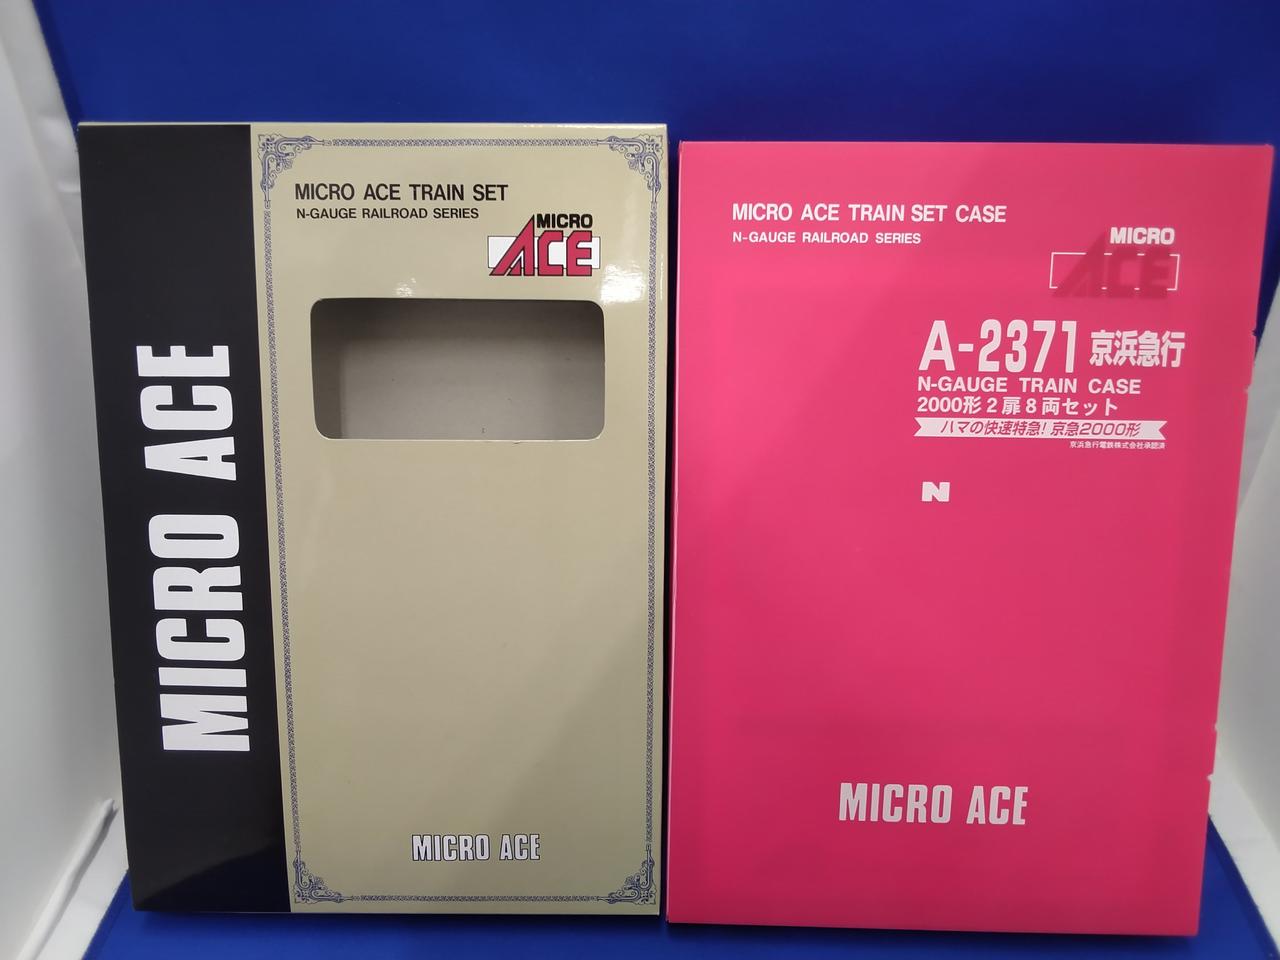 MICRO ACE
MICRO ACE TRAIN SET
N-GAUGE RAILROAD SERIES
MICRO
ACE
MICRO ACE
MICRO ACE TRAIN SET CASE
N-GAUGE RAILROAD SERIES
MICRO
ACE
A-2371 京浜急行
N-GAUGE TRAIN CASE
2000形2扉8両セット
ハマの快速特急!京急2000形
京浜急行電鉄株式会社承認済
N
MICRO ACE